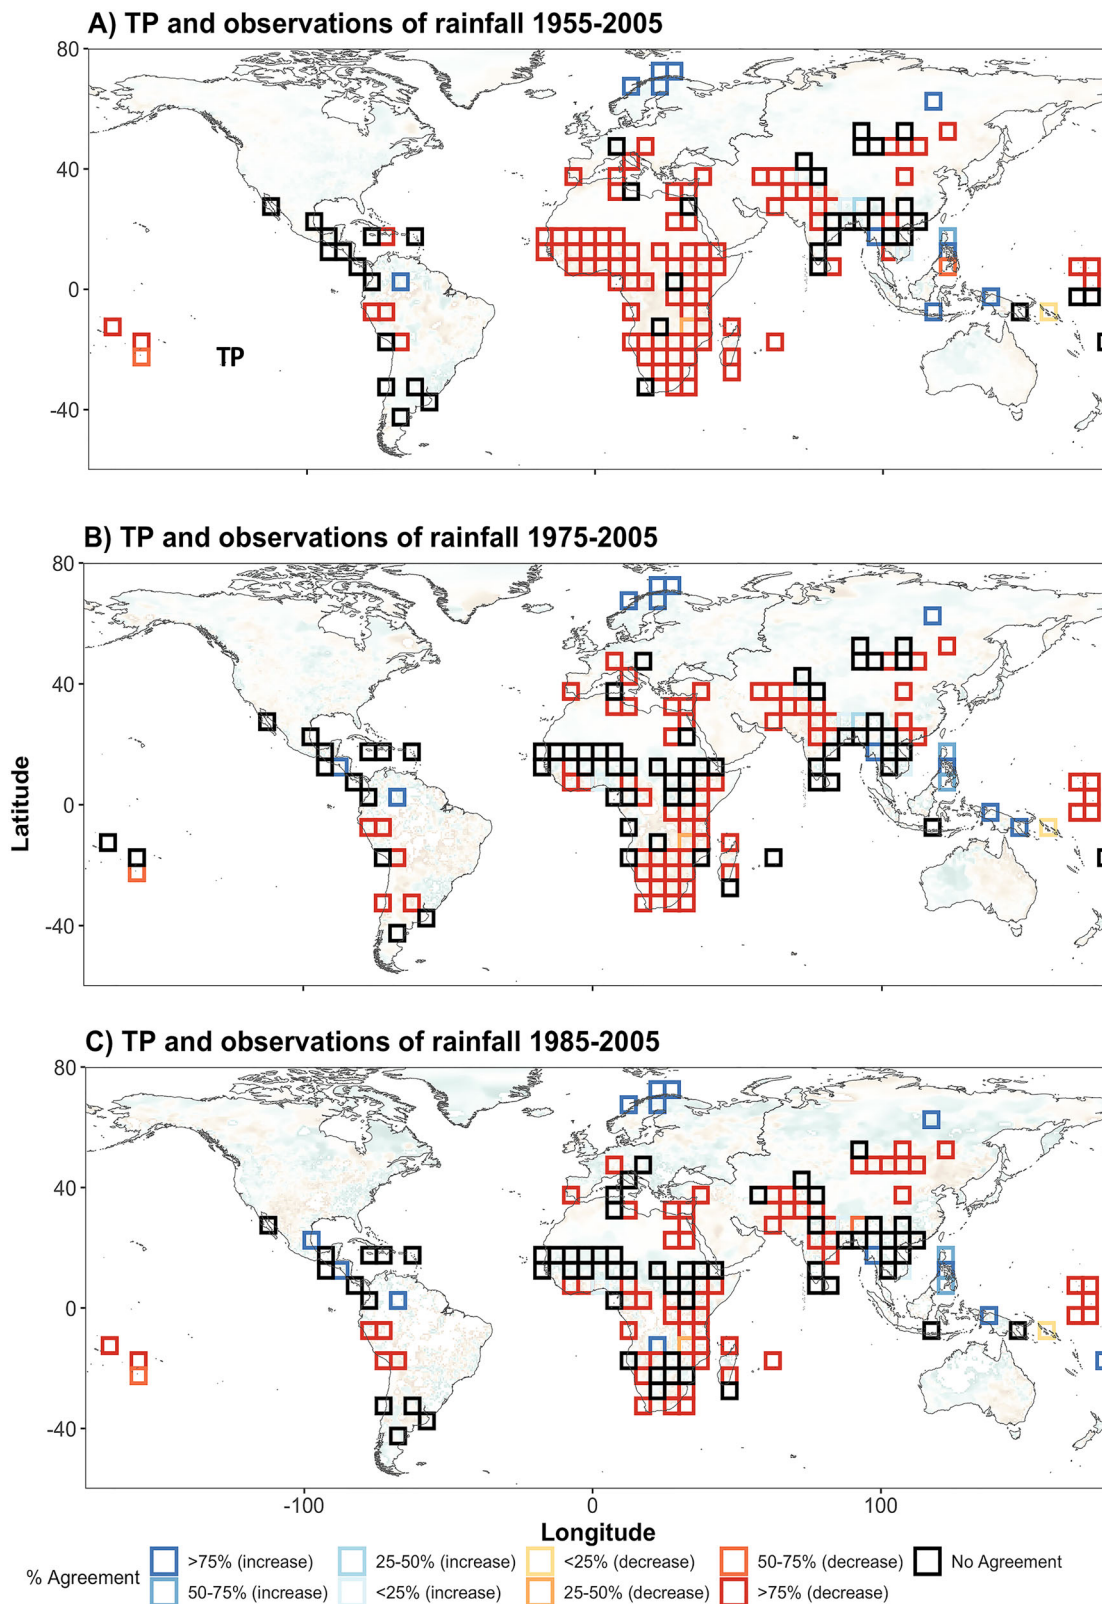 A) TP and observations of rainfall 1955-2005
80
40
0
-40
TP
B) TP and observations of rainfall 1975-2005
80
40
0
-40
Latitude
C) TP and observations of rainfall 1985-2005
80
40
0
-40
-100 0 100
Longitude
% Agreement
>75% (increase) 25-50% (increase) <25% (decrease) 50-75% (decrease) No Agreement
50-75% (increase) <25% (increase) 25-50% (decrease) >75% (decrease)